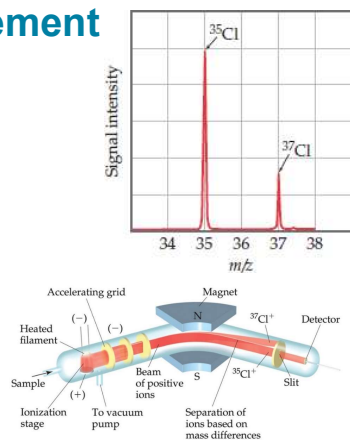 ement
35Cl
37Cl
Signal intensity
34 35 36 37 38
m/z
Accelerating grid
Magnet
Heated
filament
(−)
(−)
N
37Cl+
Detector
Sample
(+)
Beam
of positive
ions
S
35Cl+
Slit
Ionization
stage
To vacuum
pump
Separation of
ions based on
mass differences